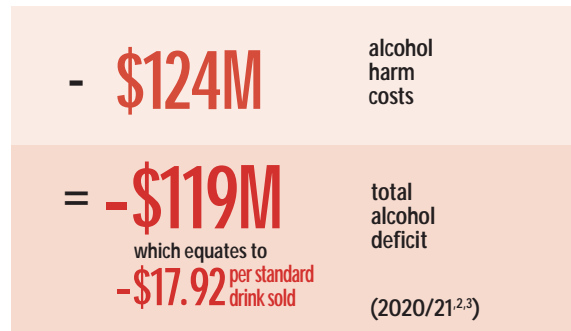 - $124M
alcohol
harm
costs
= -$119M
which equates to
-$17.92 per standard
drink sold
total
alcohol
deficit
(2020/21,2,3)